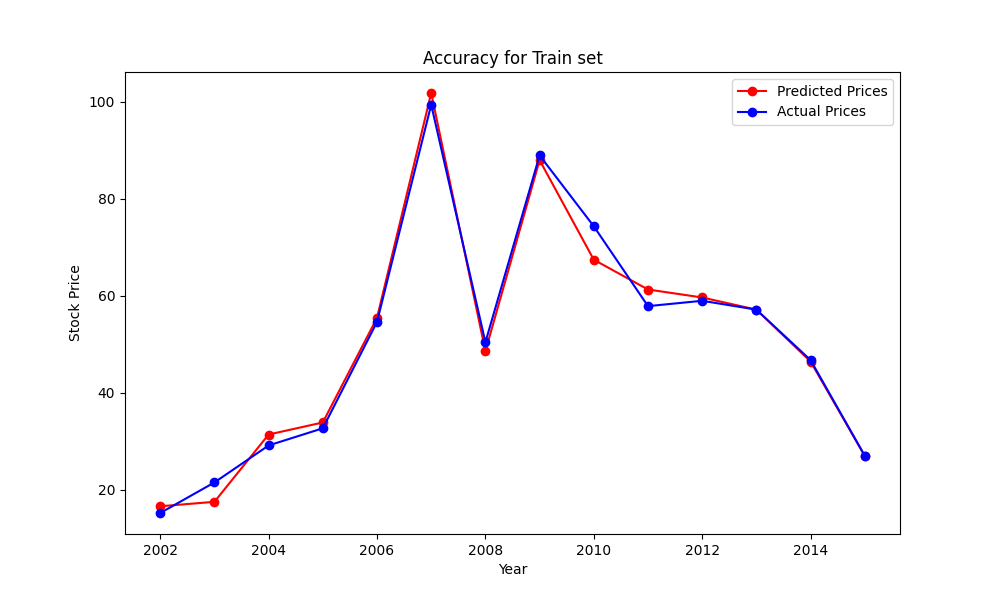 Accuracy for Train set
Predicted Prices
Actual Prices
100
80
60
40
20
Stock Price
2002 2004 2006 2008 2010 2012 2014
Year